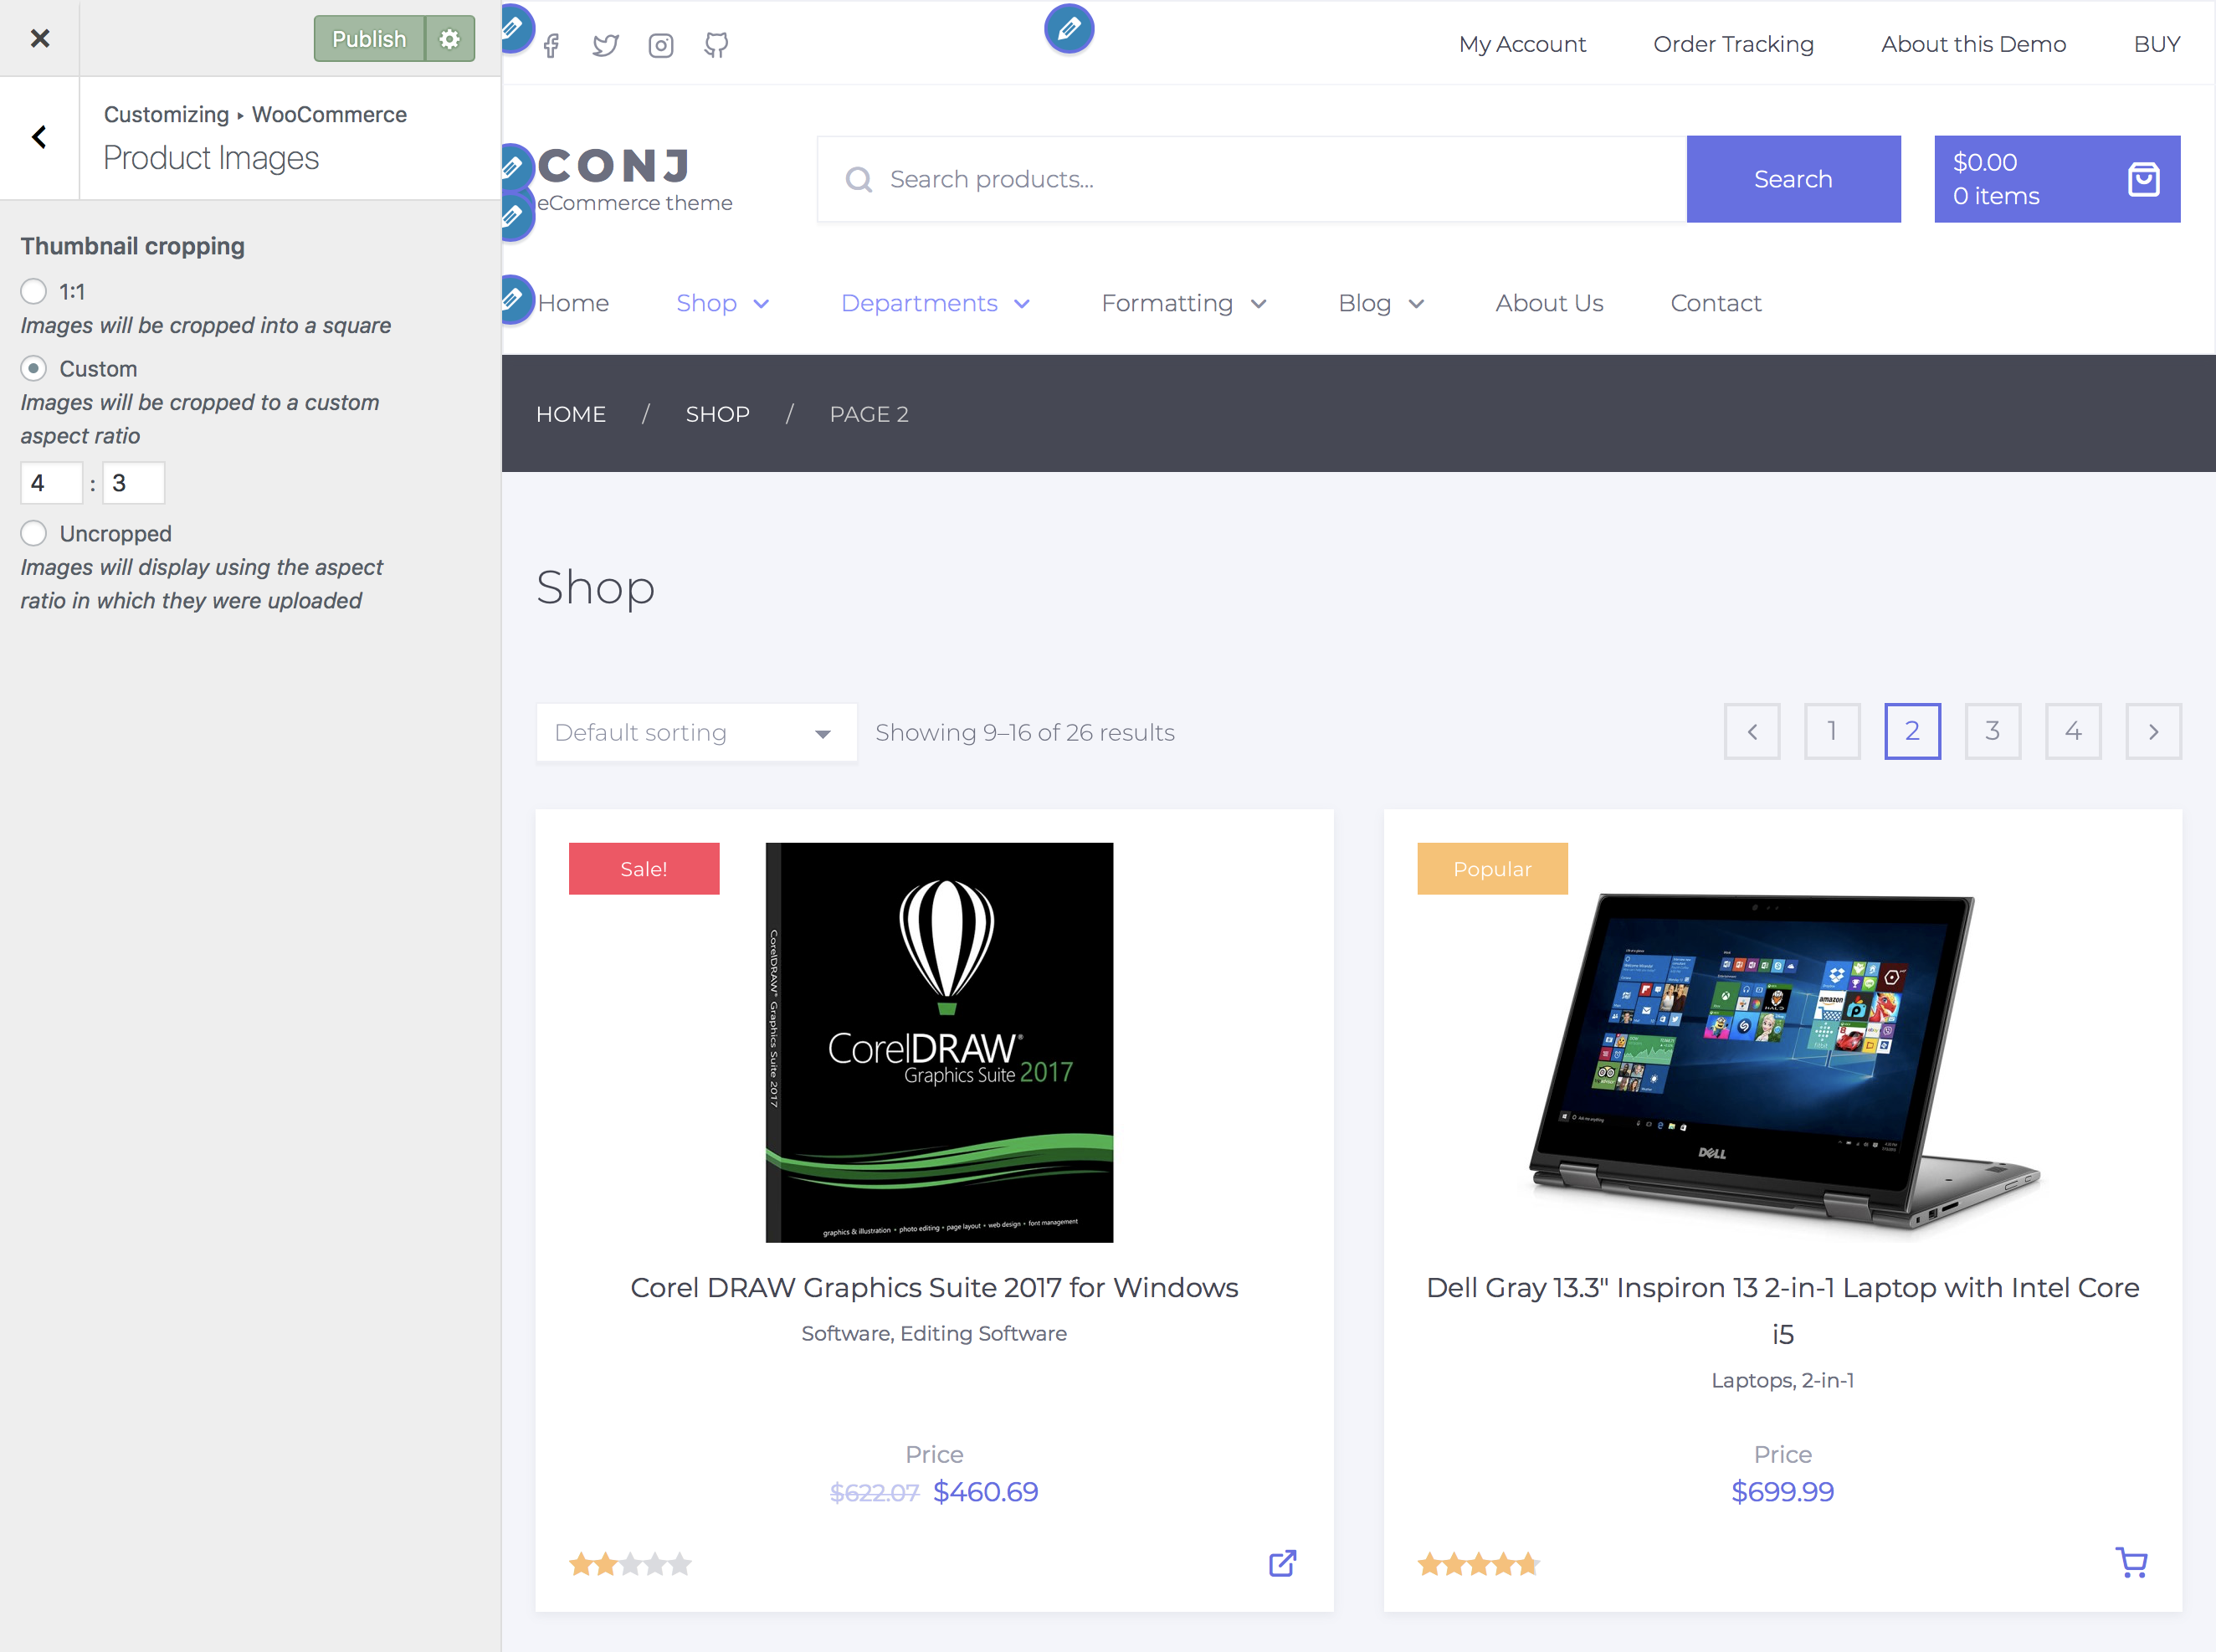 Publish
Customizing ▸ WooCommerce
Product Images
Thumbnail cropping
1:1
Images will be cropped into a square
Custom
Images will be cropped to a custom
aspect ratio
4 : 3
Uncropped
Images will display using the aspect
ratio in which they were uploaded
My Account Order Tracking About this Demo BUY
CONJ
eCommerce theme
Search products...
Search
$0.00
0 items
Home Shop Departments Formatting Blog About Us Contact
HOME / SHOP / PAGE 2
Shop
Default sorting
Showing 9–16 of 26 results
1 2 3 4
Sale!
CorelDRAW® Graphics Suite 2017
CorelDRAW®
Graphics Suite 2017
graphics & illustration • photo editing • page layout • web design • font management
Corel DRAW Graphics Suite 2017 for Windows
Software, Editing Software
Price
$622.07 $460.69
Popular
amazon
DELL
Dell Gray 13.3" Inspiron 13 2-in-1 Laptop with Intel Core
i5
Laptops, 2-in-1
Price
$699.99